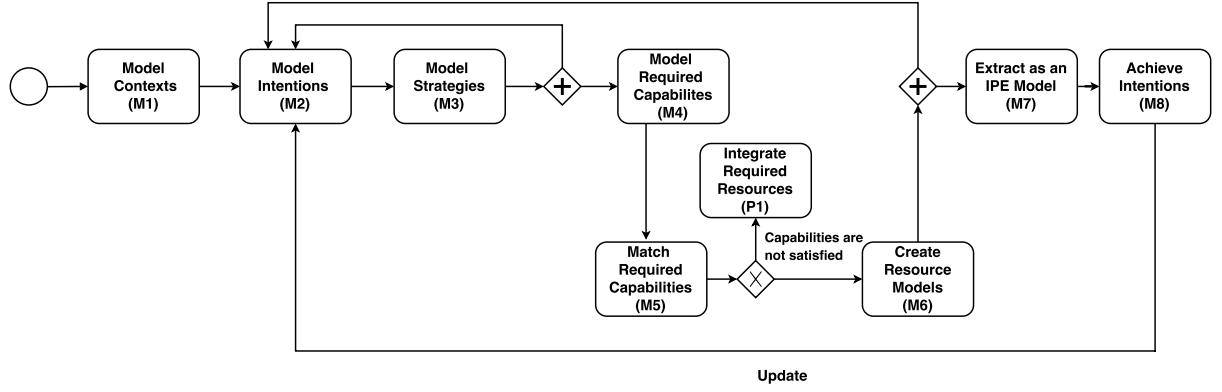 Model
Contexts
(M1)
Model
Intentions
(M2)
Model
Strategies
(M3)
Model
Required
Capabilites
(M4)
Extract as an
IPE Model
(M7)
Achieve
Intentions
(M8)
Integrate
Required
Resources
(P1)
Capabilities are
not satisfied
Match
Required
Capabilities
(M5)
Create
Resource
Models
(M6)
Update